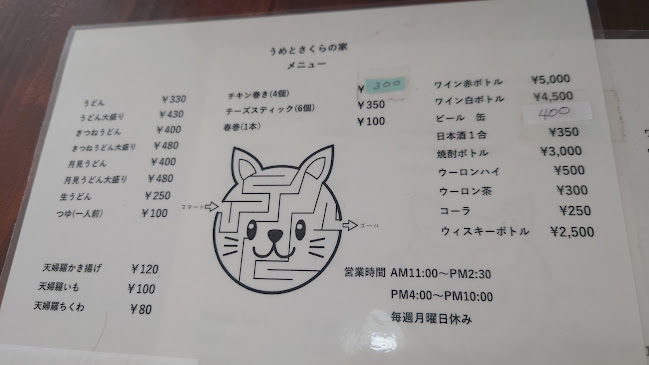 うめとさくらの家
メニュー
うどん ¥330
うどん大盛り ¥430
きつねうどん ¥400
きつねうどん大盛り ¥480
月見うどん ¥400
月見うどん大盛り ¥480
生うどん ¥250
つゆ(一人前) ¥100
天婦羅かき揚げ ¥120
天婦羅いも ¥100
天婦羅ちくわ ¥80
チキン巻き(4個) ¥300
チーズスティック(6個) ¥350
春巻(1本) ¥100
スタート
ゴール
ワイン赤ボトル ¥5,000
ワイン白ボトル ¥4,500
ビール 缶 400
日本酒1合 ¥350
焼酎ボトル ¥3,000
ウーロンハイ ¥500
ウーロン茶 ¥300
コーラ ¥250
ウィスキーボトル ¥2,500
営業時間 AM11:00～PM2:30
PM4:00～PM10:00
毎週月曜日休み